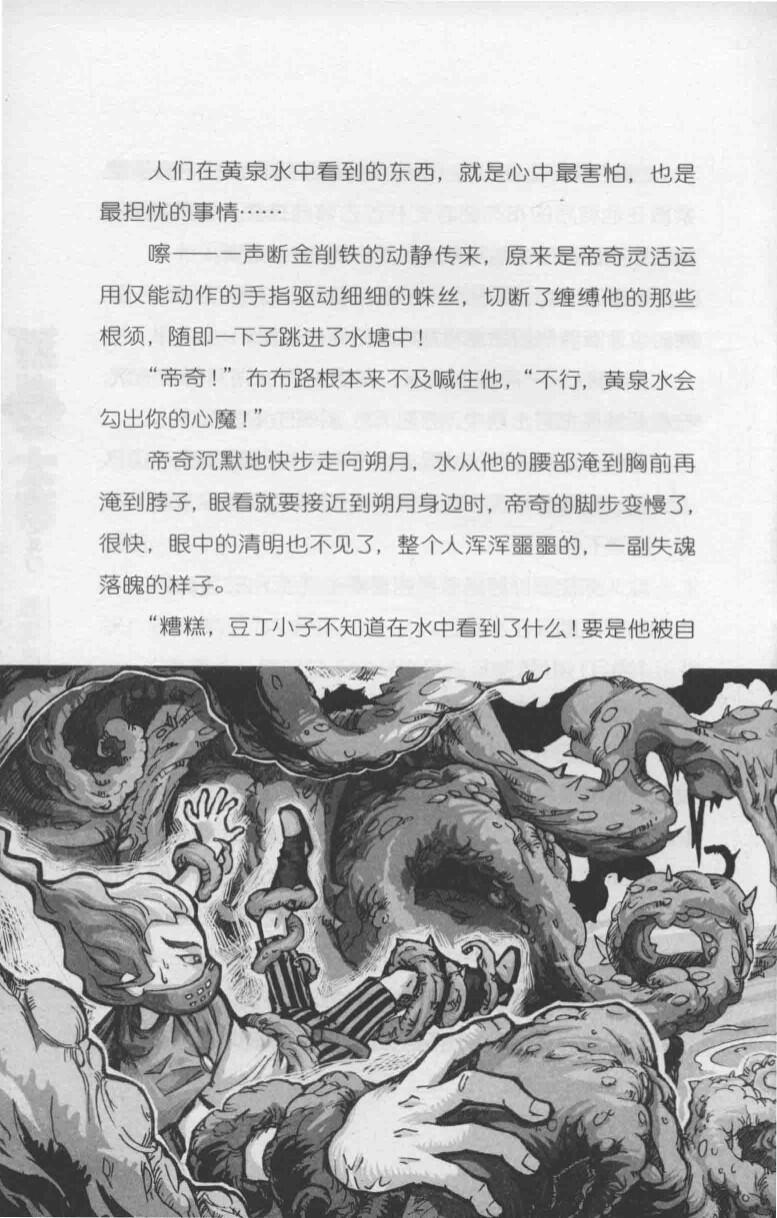 人们在黄泉水中看到的东西，就是心中最害怕，也是
最担忧的事情……
嚓——一声断金削铁的动静传来，原来是帝奇灵活运
用仅能动作的手指驱动细细的蛛丝，切断了缠缚他的那些
根须，随即一下子跳进了水塘中！
“帝奇！”布布路根本来不及喊住他，“不行，黄泉水会
勾出你的心魔！”
帝奇沉默地快步走向朔月，水从他的腰部淹到胸前再
淹到脖子，眼看就要接近到朔月身边时，帝奇的脚步变慢了，
很快，眼中的清明也不见了，整个人浑浑噩噩的，一副失魂
落魄的样子。
“糟糕，豆丁小子不知道在水中看到了什么！要是他被自